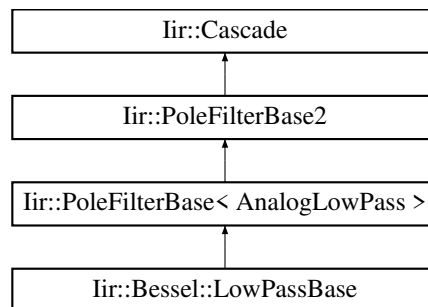 Iir::Cascade
Iir::PoleFilterBase2
Iir::PoleFilterBase< AnalogLowPass >
Iir::Bessel::LowPassBase